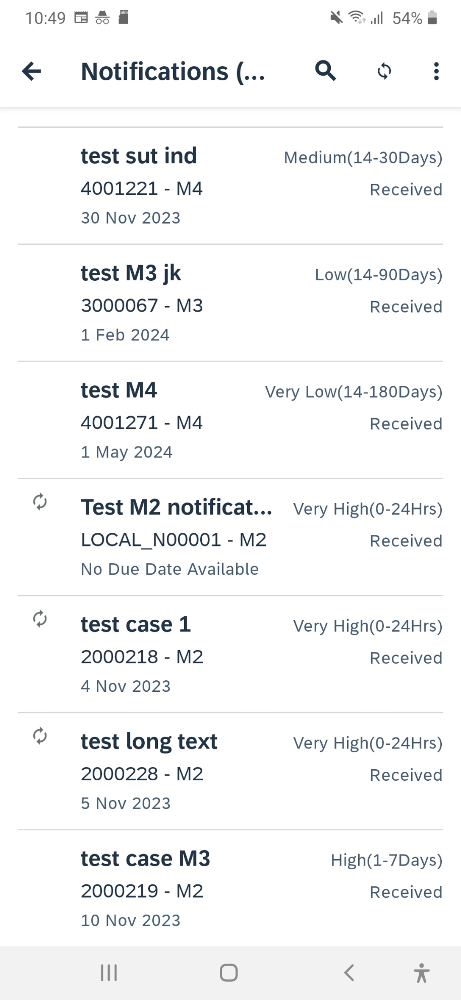 10:49 54%
Notifications (...
test sut ind Medium(14-30Days)
4001221 - M4 Received
30 Nov 2023
test M3 jk Low(14-90Days)
3000067 - M3 Received
1 Feb 2024
test M4 Very Low(14-180Days)
4001271 - M4 Received
1 May 2024
Test M2 notificat... Very High(0-24Hrs)
LOCAL_N00001 - M2 Received
No Due Date Available
test case 1 Very High(0-24Hrs)
2000218 - M2 Received
4 Nov 2023
test long text Very High(0-24Hrs)
2000228 - M2 Received
5 Nov 2023
test case M3 High(1-7Days)
2000219 - M2 Received
10 Nov 2023